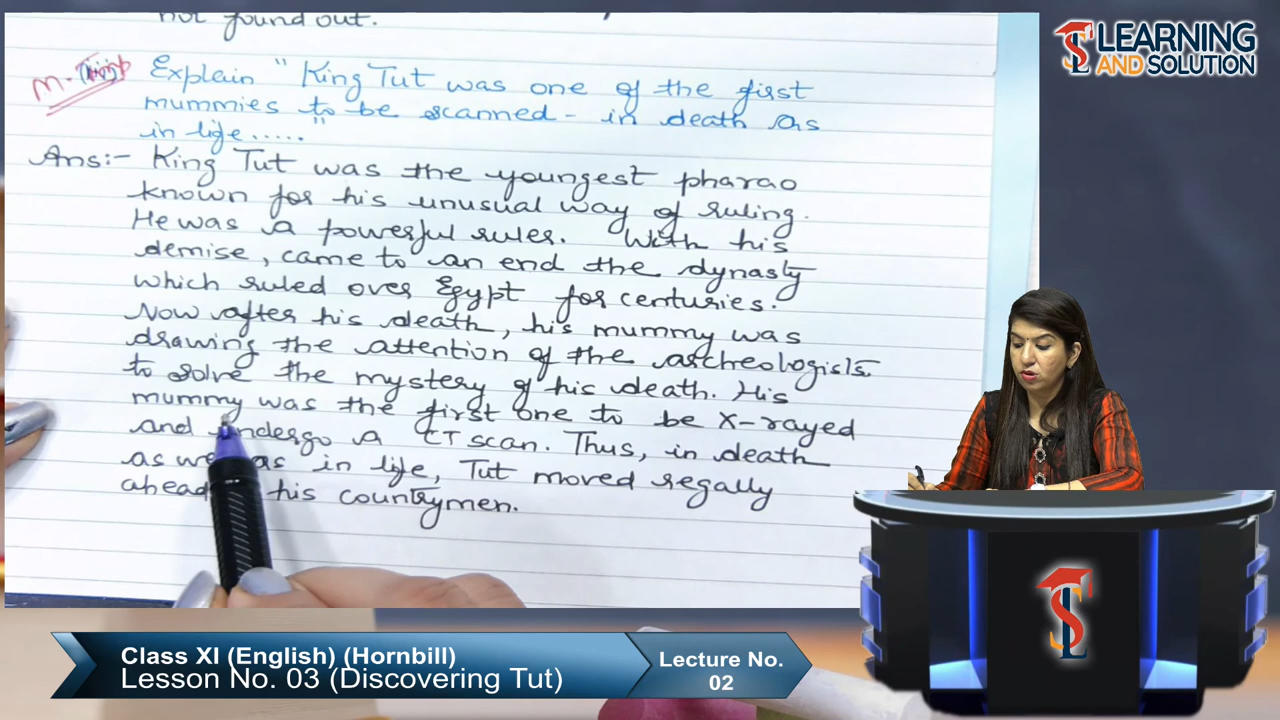 not found out.
M. Imp
Explain "King Tut was one of the first
mummies to be scanned - in death as
in life....."
Ans:- King Tut was the youngest pharao
known for his unusual way of ruling.
He was a powerful ruler. With his
demise, came to an end the dynasty
which ruled over Egypt for centuries.
Now after his death, his mummy was
drawing the attention of the archeologists
to solve the mystery of his death. His
mummy was the first one to be X-rayed
and undergo a CT scan. Thus, in death
as well as in life, Tut moved regally
ahead his countrymen.
LEARNING
AND SOLUTION
Class XI (English) (Hornbill)
Lesson No. 03 (Discovering Tut)
Lecture No.
02